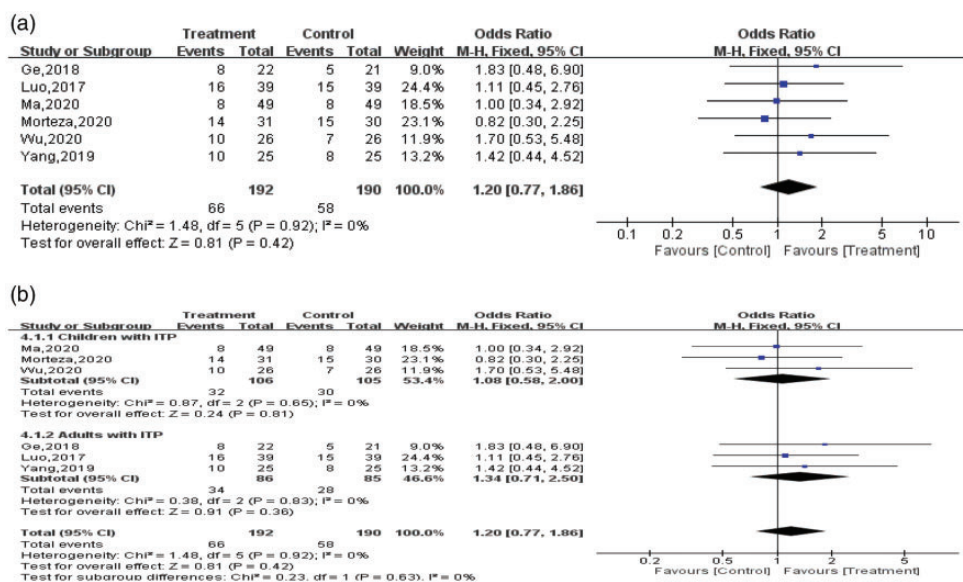 (a)
Treatment Control Odds Ratio Odds Ratio
Study or Subgroup Events Total Events Total Weight M-H, Fixed, 95% CI M-H, Fixed, 95% CI
Ge,2018 8 22 5 21 9.0% 1.83 [0.48, 6.90]
Luo,2017 16 39 15 39 24.4% 1.11 [0.45, 2.76]
Ma,2020 8 49 8 49 18.5% 1.00 [0.34, 2.92]
Morteza,2020 14 31 15 30 23.1% 0.82 [0.30, 2.25]
Wu,2020 10 26 7 26 11.9% 1.70 [0.53, 5.48]
Yang,2019 10 25 8 25 13.2% 1.42 [0.44, 4.52]
Total (95% CI) 192 190 100.0% 1.20 [0.77, 1.86]
Total events 66 58
Heterogeneity: Chi² = 1.48, df = 5 (P = 0.92); I² = 0%
Test for overall effect: Z = 0.81 (P = 0.42)
0.1 0.2 0.5 1 2 5 10
Favours [Control] Favours [Treatment]
(b)
Treatment Control Odds Ratio Odds Ratio
Study or Subgroup Events Total Events Total Weight M-H, Fixed, 95% CI M-H, Fixed, 95% CI
4.1.1 Children with ITP
Ma,2020 8 49 8 49 18.5% 1.00 [0.34, 2.92]
Morteza,2020 14 31 15 30 23.1% 0.82 [0.30, 2.25]
Wu,2020 10 26 7 26 11.9% 1.70 [0.53, 5.48]
Subtotal (95% CI) 106 105 53.4% 1.08 [0.58, 2.00]
Total events 32 30
Heterogeneity: Chi² = 0.87, df = 2 (P = 0.65); I² = 0%
Test for overall effect: Z = 0.24 (P = 0.81)
4.1.2 Adults with ITP
Ge,2018 8 22 5 21 9.0% 1.83 [0.48, 6.90]
Luo,2017 16 39 15 39 24.4% 1.11 [0.45, 2.76]
Yang,2019 10 25 8 25 13.2% 1.42 [0.44, 4.52]
Subtotal (95% CI) 86 85 46.6% 1.34 [0.71, 2.50]
Total events 34 28
Heterogeneity: Chi² = 0.38, df = 2 (P = 0.83); I² = 0%
Test for overall effect: Z = 0.91 (P = 0.36)
Total (95% CI) 192 190 100.0% 1.20 [0.77, 1.86]
Total events 66 58
Heterogeneity: Chi² = 1.48, df = 5 (P = 0.92); I² = 0%
Test for overall effect: Z = 0.81 (P = 0.42)
Test for subgroup differences: Chi² = 0.23, df = 1 (P = 0.63), I² = 0%
0.2 0.5 1 2 5
Favours [Control] Favours [Treatment]